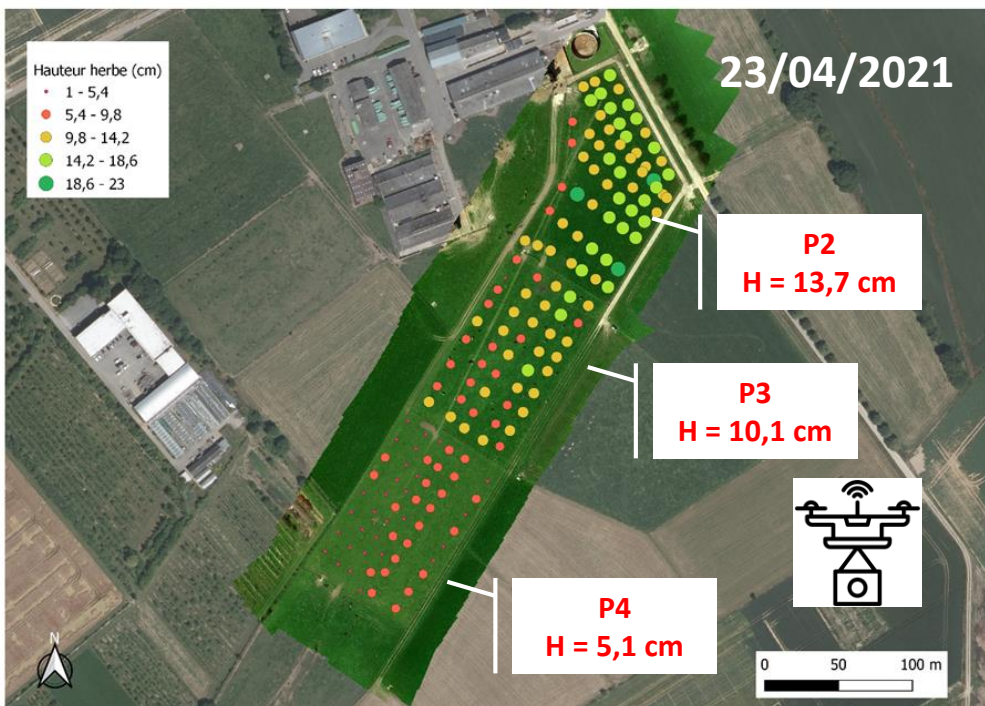 Hauteur herbe (cm)
1 - 5,4
5,4 - 9,8
9,8 - 14,2
14,2 - 18,6
18,6 - 23
23/04/2021
P2
H = 13,7 cm
P3
H = 10,1 cm
P4
H = 5,1 cm
N
0 50 100 m